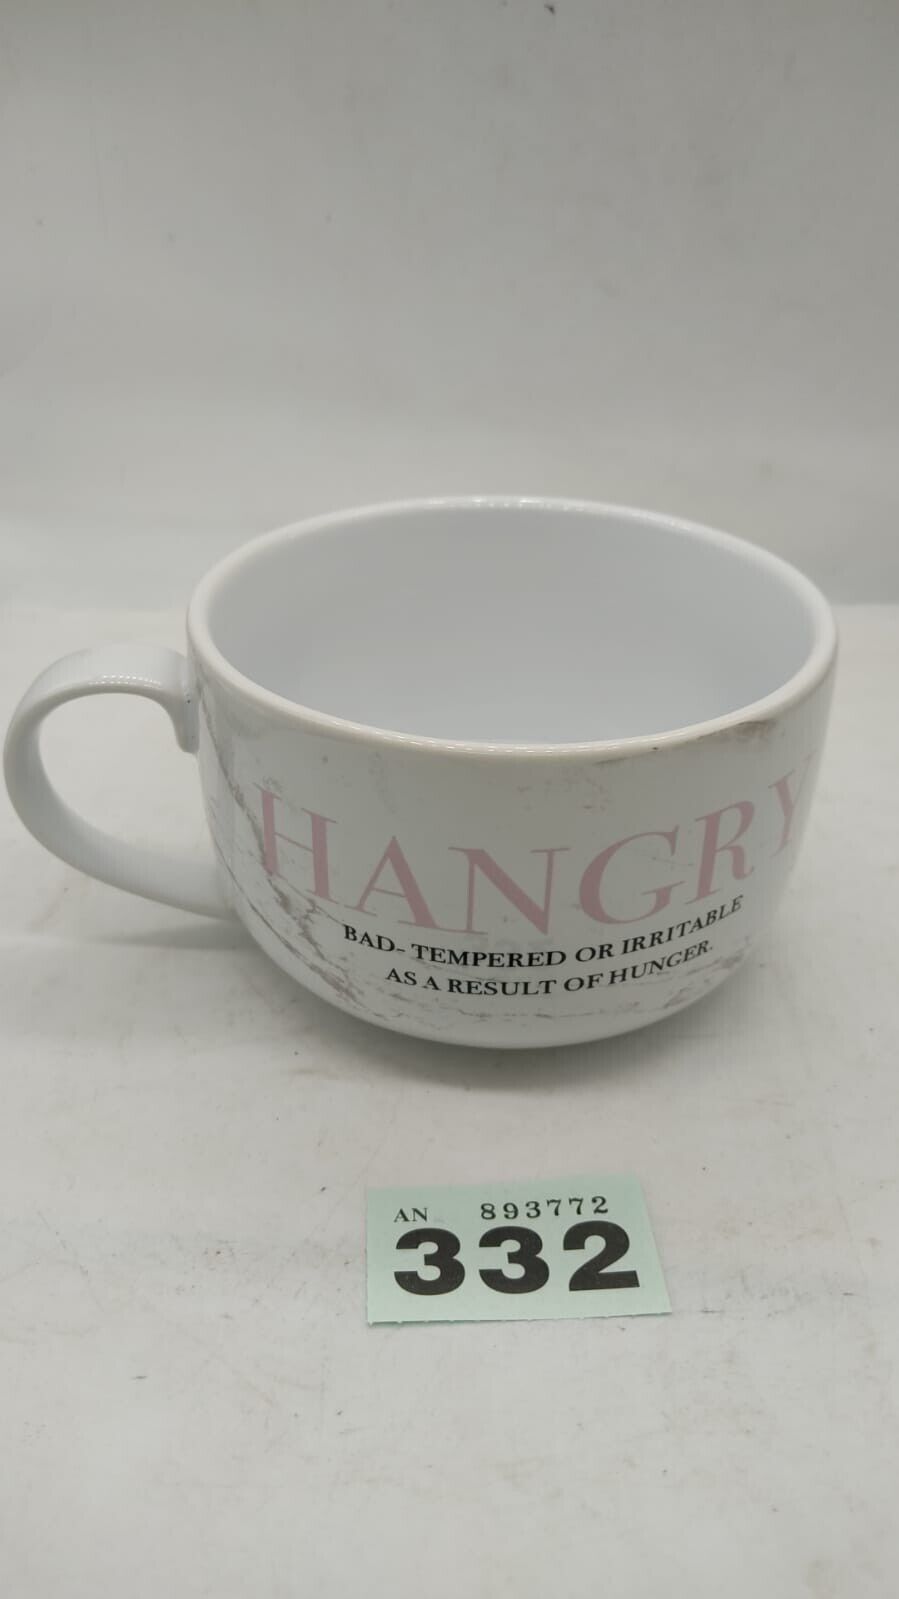 HANGRY
BAD-TEMPERED OR IRRITABLE
AS A RESULT OF HUNGER.
AN 893772
332